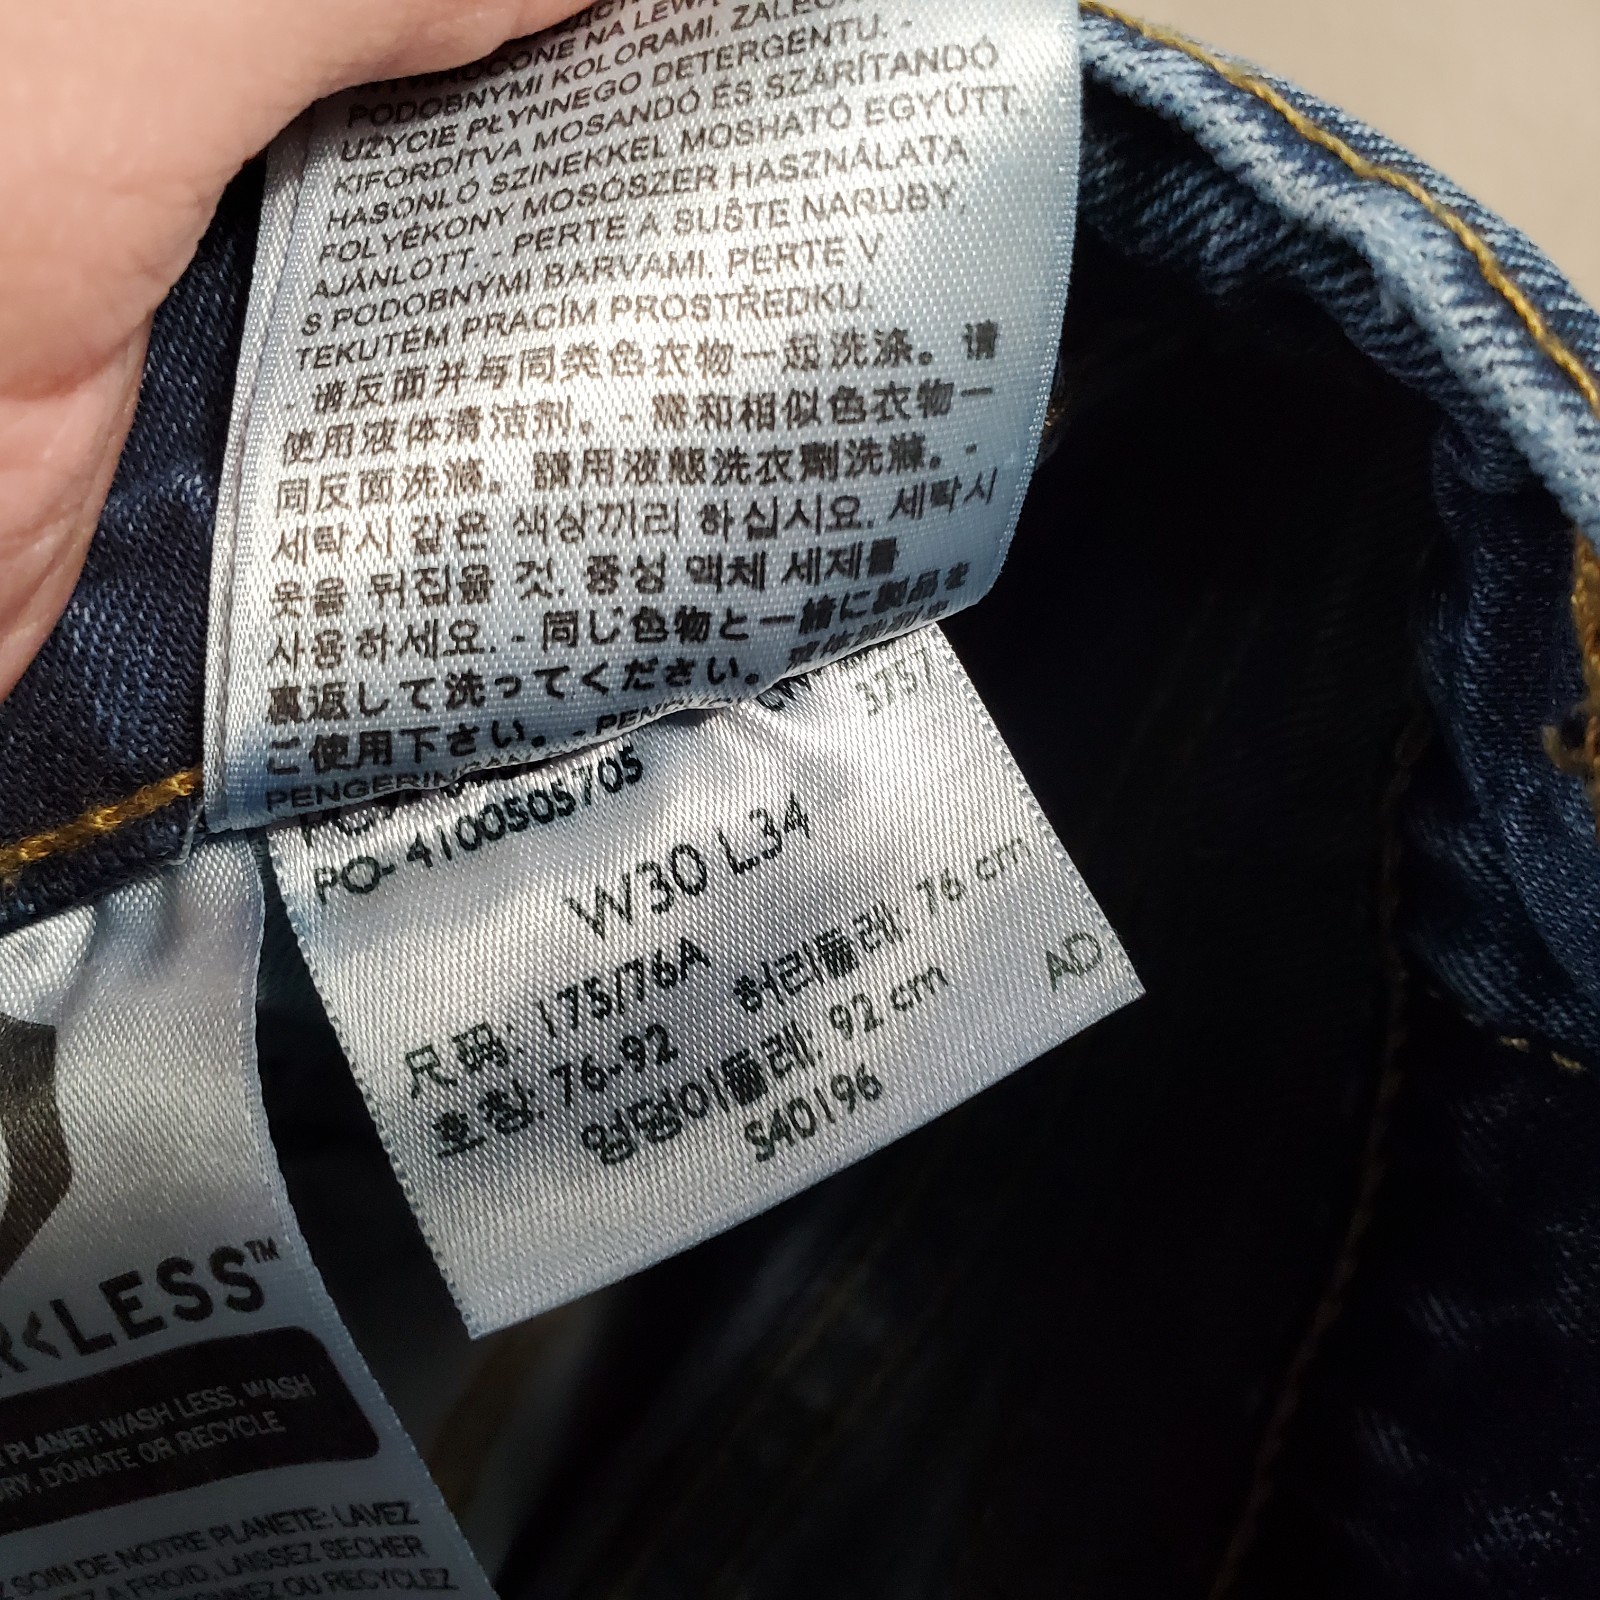 NA LEWĄ
PODOBNYMI KOLORAMI.
UŻYCIE PŁYNNEGO DETERGENTU. -
KIFORDÍTVA MOSANDÓ ÉS SZÁRÍTANDÓ
HASONLÓ SZINEKKEL MOSHATÓ EGYÜTT.
FOLYÉKONY MOSÓSZER HASZNÁLATA
AJÁNLOTT. - PERTE A SUŠTE NARUBY,
S PODOBNÝMI BARVAMI. PERTE V
TEKUTÉM PRACÍM PROSTŘEDKU.
- 请反面并与同类色衣物一起洗涤。请
使用液体清洁剂。- 需和相似色衣物一
同反面洗滌。請用液態洗衣劑洗滌。-
세탁시 같은 색상끼리 하십시요. 세탁시
옷을 뒤집을 것. 중성 액체 세제를
사용하세요. - 同じ色物と一緒に製品を
裏返して洗ってください。
ご使用下さい。-
PENGERINGAN
3757
PO- 4100505705
W30 L34
尺码: 175/76A
호칭: 76-92 허리둘레: 76 cm
엉덩이둘레: 92 cm AD
S40196
LESS™
PLANET: WASH LESS, WASH
DONATE OR RECYCLE
SOIN DE NOTRE PLANETE: LAVEZ
A FROID, LAISSEZ SECHER
OU RECYCLEZ